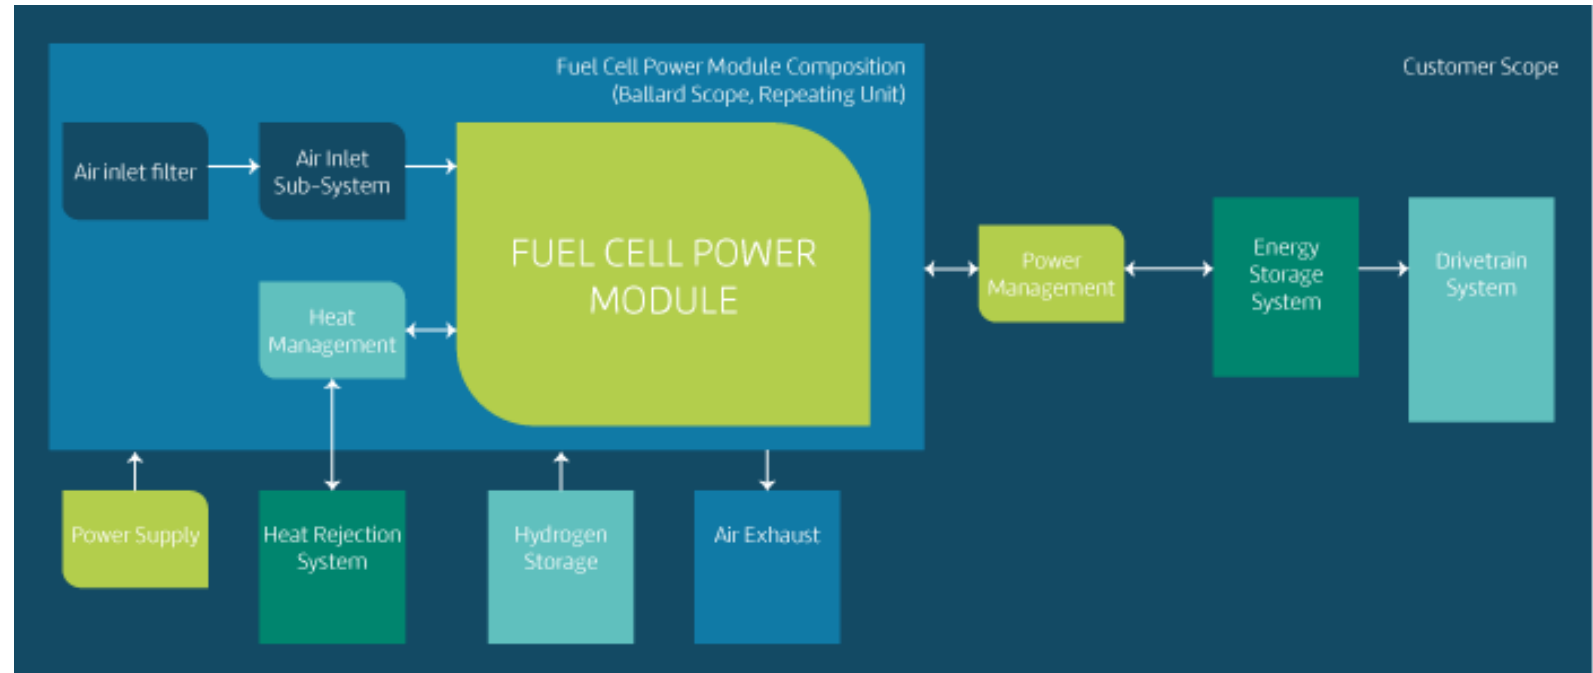 Fuel Cell Power Module Composition
(Ballard Scope, Repeating Unit)
Customer Scope
Air inlet filter
Air Inlet
Sub-System
FUEL CELL POWER
MODULE
Heat
Management
Power
Management
Energy
Storage
System
Drivetrain
System
Power Supply
Heat Rejection
System
Hydrogen
Storage
Air Exhaust